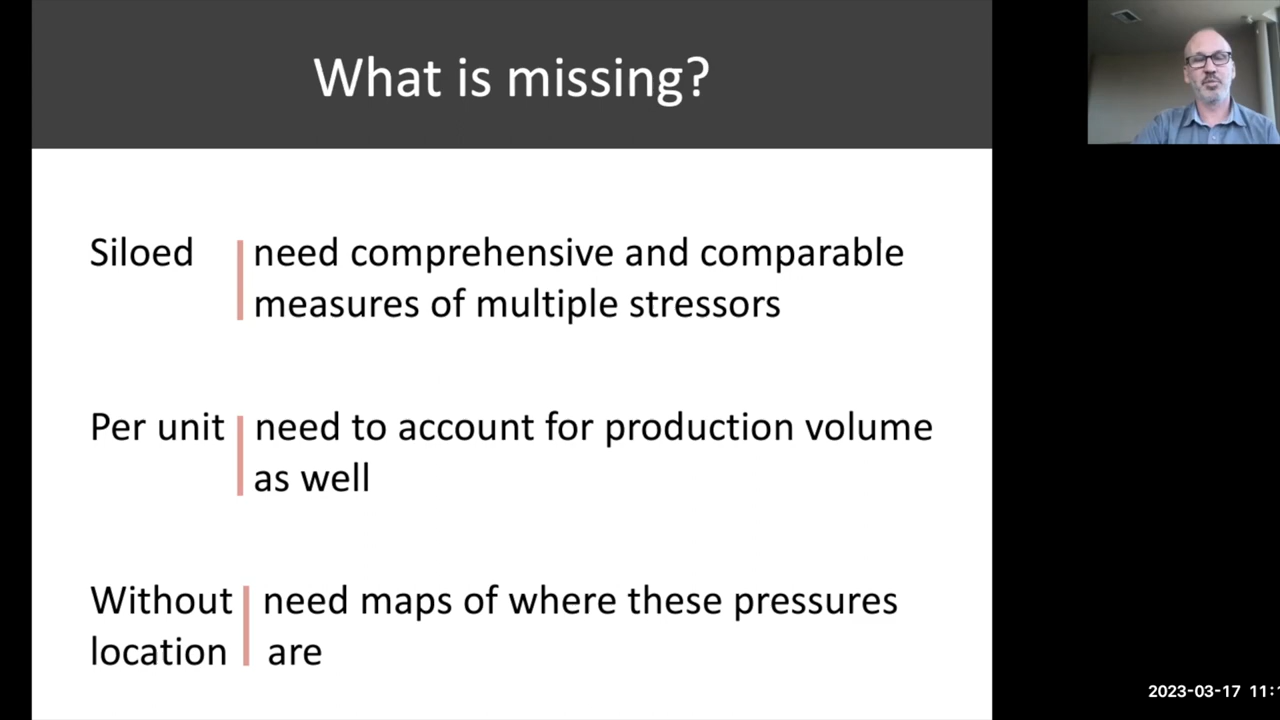 What is missing?
Siloed
need comprehensive and comparable
measures of multiple stressors
Per unit
need to account for production volume
as well
Without
location
need maps of where these pressures
are
2023-03-17